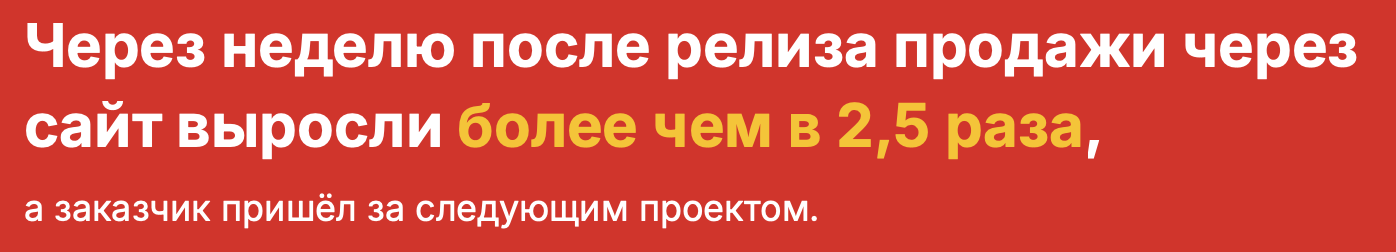 Через неделю после релиза продажи через
сайт выросли более чем в 2,5 раза,
а заказчик пришёл за следующим проектом.